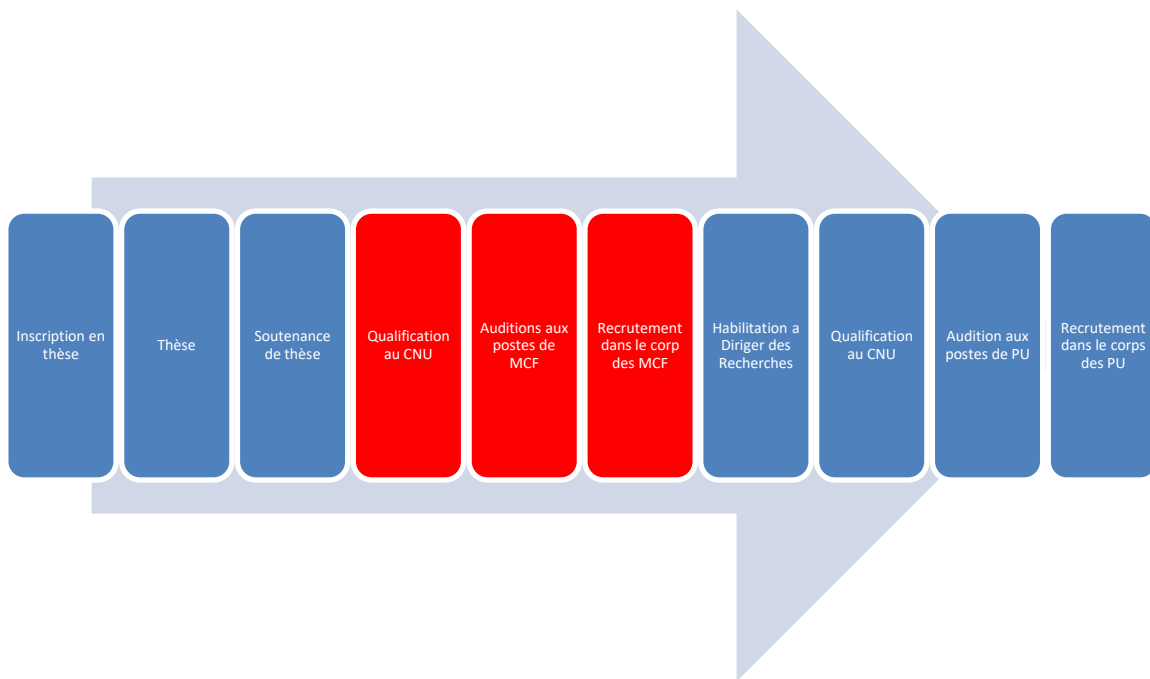 Inscription en
thèse
Thèse
Soutenance
de thèse
Qualification
au CNU
Auditions aux
postes de
MCF
Recrutement
dans le corp
des MCF
Habilitation a
Diriger des
Recherches
Qualification
au CNU
Audition aux
postes de PU
Recrutement
dans le corps
des PU